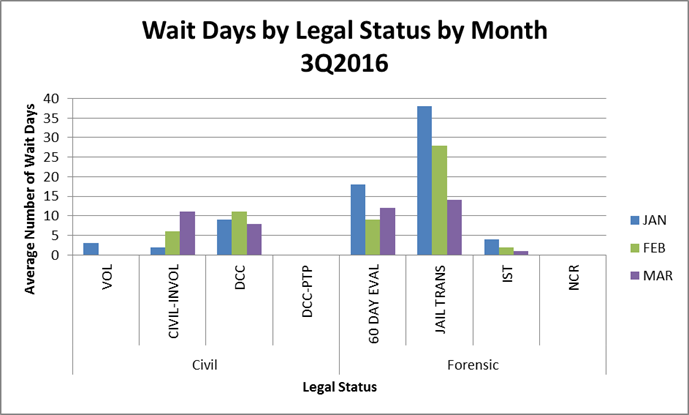 Wait Days by Legal Status by Month
3Q2016
Average Number of Wait Days
40
35
30
25
20
15
10
5
0
VOL
CIVIL-INVOL
DCC
DCC-PTP
60 DAY EVAL
JAIL TRANS
IST
NCR
Civil
Forensic
Legal Status
JAN
FEB
MAR